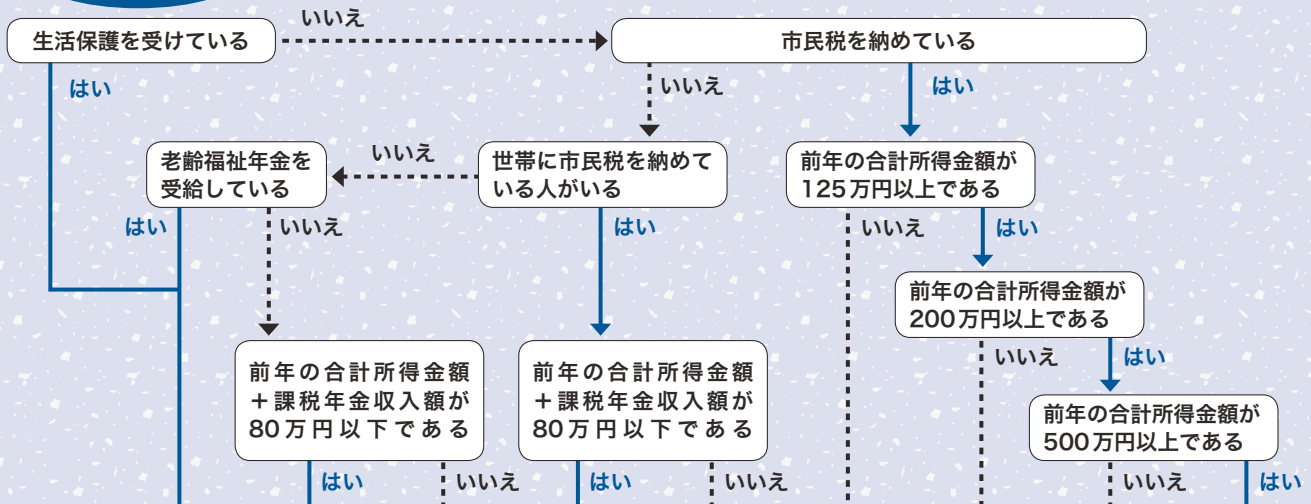 いいえ
生活保護を受けている
市民税を納めている
はい
いいえ
はい
老齢福祉年金を
受給している
いいえ
世帯に市民税を納めて
いる人がいる
前年の合計所得金額が
125万円以上である
はい
いいえ
はい
いいえ
はい
前年の合計所得金額が
200万円以上である
いいえ
はい
前年の合計所得金額
+課税年金収入額が
80万円以下である
前年の合計所得金額
+課税年金収入額が
80万円以下である
前年の合計所得金額が
500万円以上である
はい
いいえ
はい
いいえ
いいえ
はい